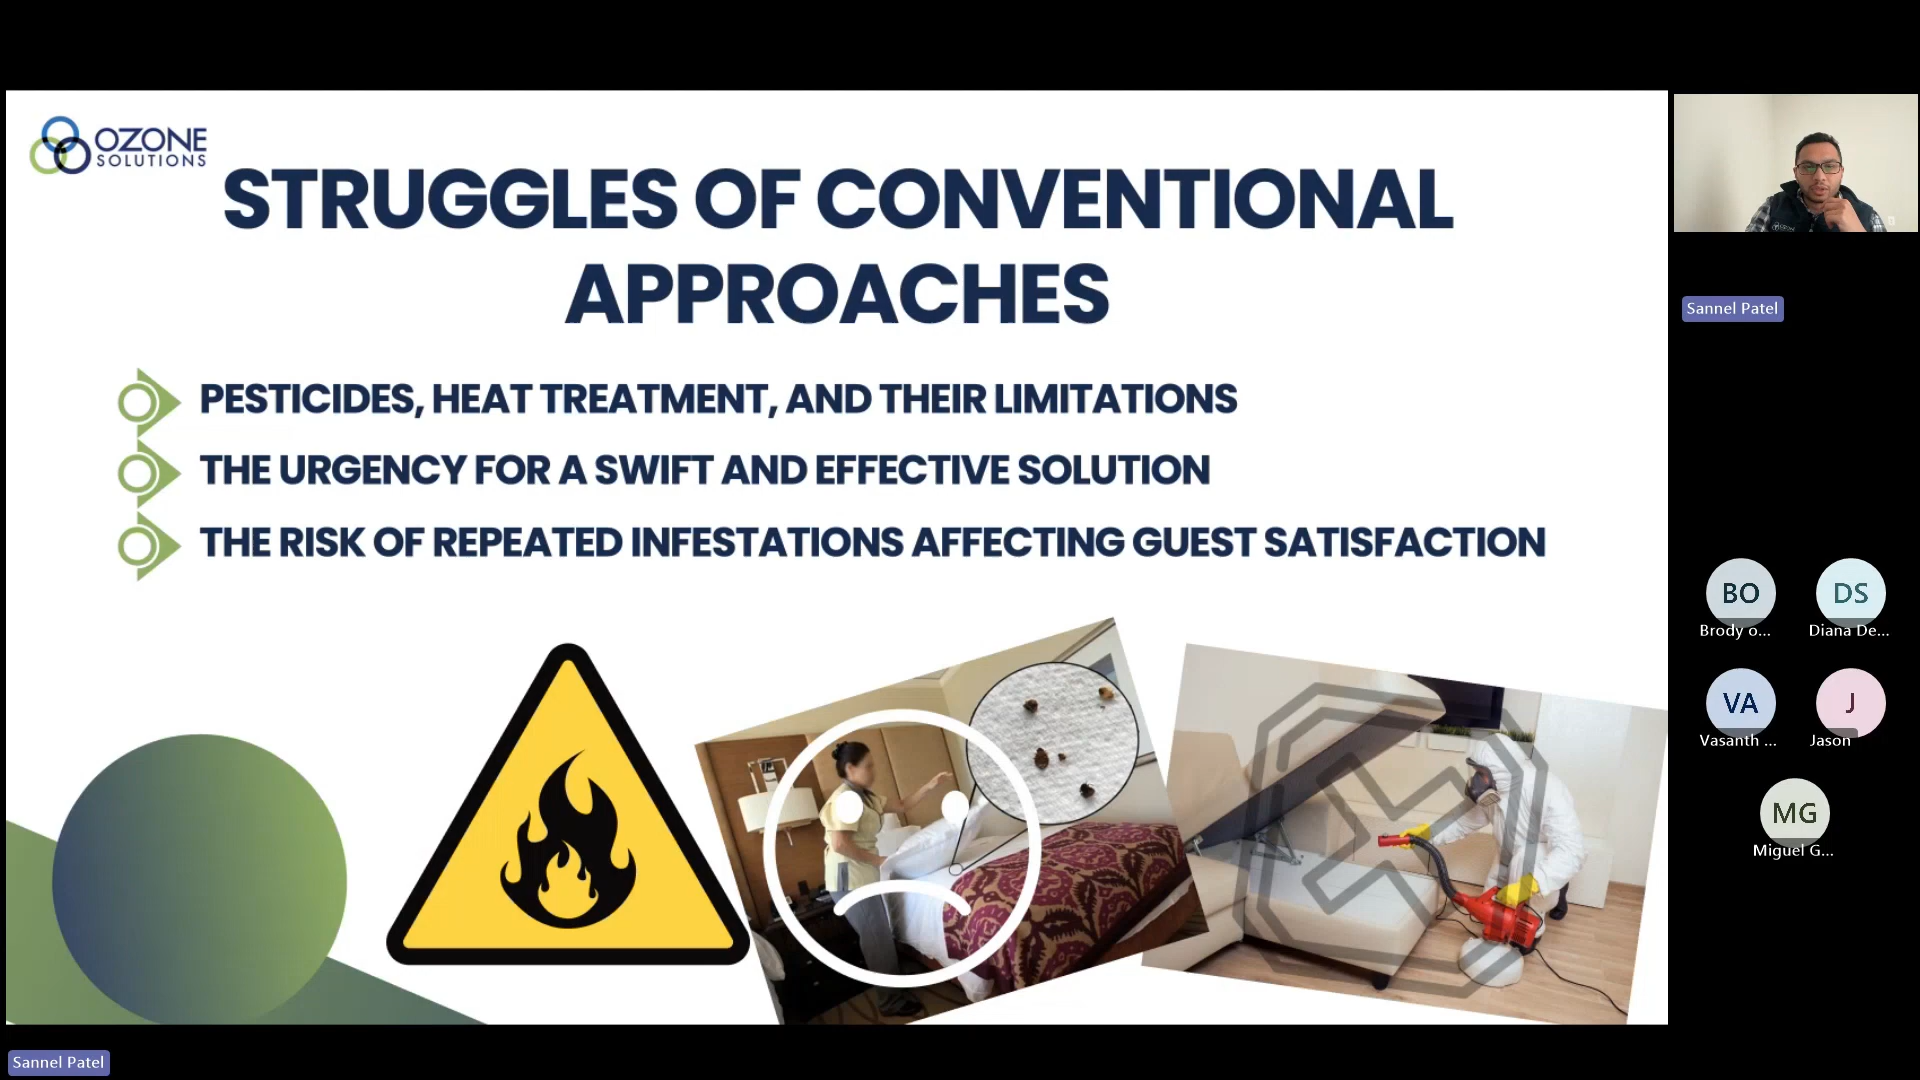 OZONE
SOLUTIONS
STRUGGLES OF CONVENTIONAL
APPROACHES
PESTICIDES, HEAT TREATMENT, AND THEIR LIMITATIONS
THE URGENCY FOR A SWIFT AND EFFECTIVE SOLUTION
THE RISK OF REPEATED INFESTATIONS AFFECTING GUEST SATISFACTION
Sannel Patel
Sannel Patel
BO
Brody o...
DS
Diana De...
VA
Vasanth ...
J
Jason
MG
Miguel G...